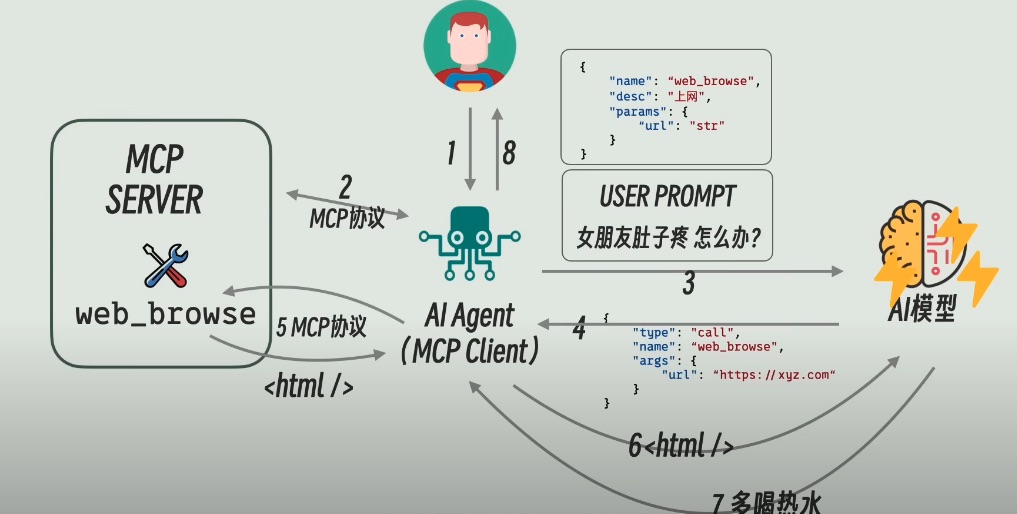 {
"name": "web_browse",
"desc": "上网",
"params": {
"url": "str"
}
}
MCP
SERVER
1
8
2
MCP协议
USER PROMPT
女朋友肚子疼 怎么办?
3
web_browse
AI Agent
(MCP Client)
AI模型
5 MCP协议
<html />
4
{
"type": "call",
"name": "web_browse",
"args": {
"url": "https://xyz.com"
}
}
6 <html />
7 多喝热水